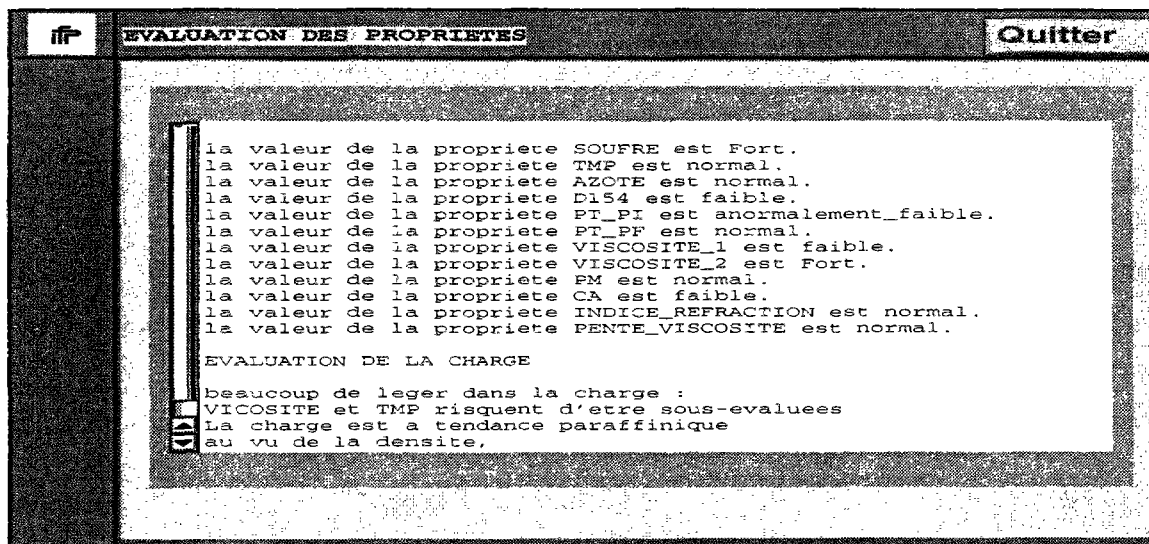 ifp
EVALUATION DES PROPRIETES
Quitter
la valeur de la propriete SOUFRE est Fort.
la valeur de la propriete TMP est normal.
la valeur de la propriete AZOTE est normal.
la valeur de la propriete D154 est faible.
la valeur de la propriete PT_PI est anormalement_faible.
la valeur de la propriete PT_PF est normal.
la valeur de la propriete VISCOSITE_1 est faible.
la valeur de la propriete VISCOSITE_2 est Fort.
la valeur de la propriete PM est normal.
la valeur de la propriete CA est faible.
la valeur de la propriete INDICE_REFRACTION est normal.
la valeur de la propriete PENTE_VISCOSITE est normal.
EVALUATION DE LA CHARGE
beaucoup de leger dans la charge :
VICOSITE et TMP risquent d'etre sous-evaluees
La charge est a tendance paraffinique
au vu de la densite,